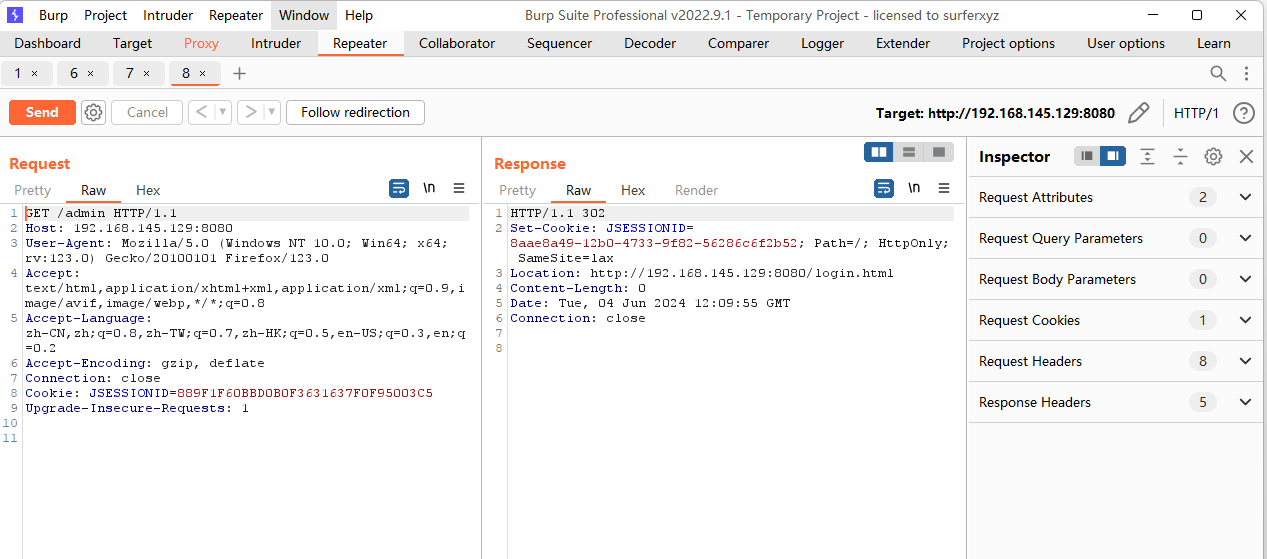 Burp Project Intruder Repeater Window Help Burp Suite Professional v2022.9.1 - Temporary Project - licensed to surferxyz
Dashboard Target Proxy Intruder Repeater Collaborator Sequencer Decoder Comparer Logger Extender Project options User options Learn
1 × 6 × 7 × 8 × +
Send Cancel < > Follow redirection Target: http://192.168.145.129:8080 HTTP/1 ?
Request
Pretty Raw Hex \n
1 GET /admin HTTP/1.1
2 Host: 192.168.145.129:8080
3 User-Agent: Mozilla/5.0 (Windows NT 10.0; Win64; x64;
rv:123.0) Gecko/20100101 Firefox/123.0
4 Accept:
text/html,application/xhtml+xml,application/xml;q=0.9,i
mage/avif,image/webp,*/*;q=0.8
5 Accept-Language:
zh-CN,zh;q=0.8,zh-TW;q=0.7,zh-HK;q=0.5,en-US;q=0.3,en;q
=0.2
6 Accept-Encoding: gzip, deflate
7 Connection: close
8 Cookie: JSESSIONID=889F1F60BBD0B0F3631637F0F95003C5
9 Upgrade-Insecure-Requests: 1
10
11
Response
Pretty Raw Hex Render \n
1 HTTP/1.1 302
2 Set-Cookie: JSESSIONID=
8aae8a49-12b0-4733-9f82-56286c6f2b52; Path=/; HttpOnly;
SameSite=lax
3 Location: http://192.168.145.129:8080/login.html
4 Content-Length: 0
5 Date: Tue, 04 Jun 2024 12:09:55 GMT
6 Connection: close
7
8
Inspector
Request Attributes 2
Request Query Parameters 0
Request Body Parameters 0
Request Cookies 1
Request Headers 8
Response Headers 5